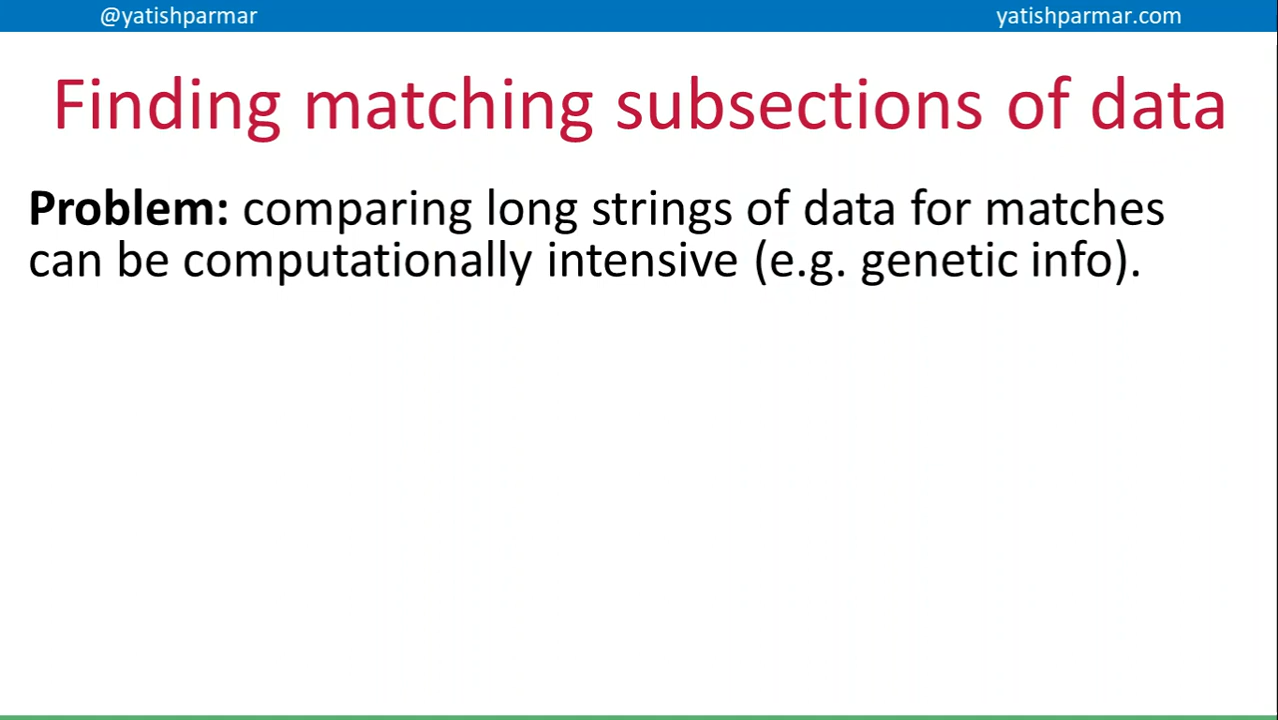 @yatishparmar
yatishparmar.com
Finding matching subsections of data
Problem: comparing long strings of data for matches
can be computationally intensive (e.g. genetic info).